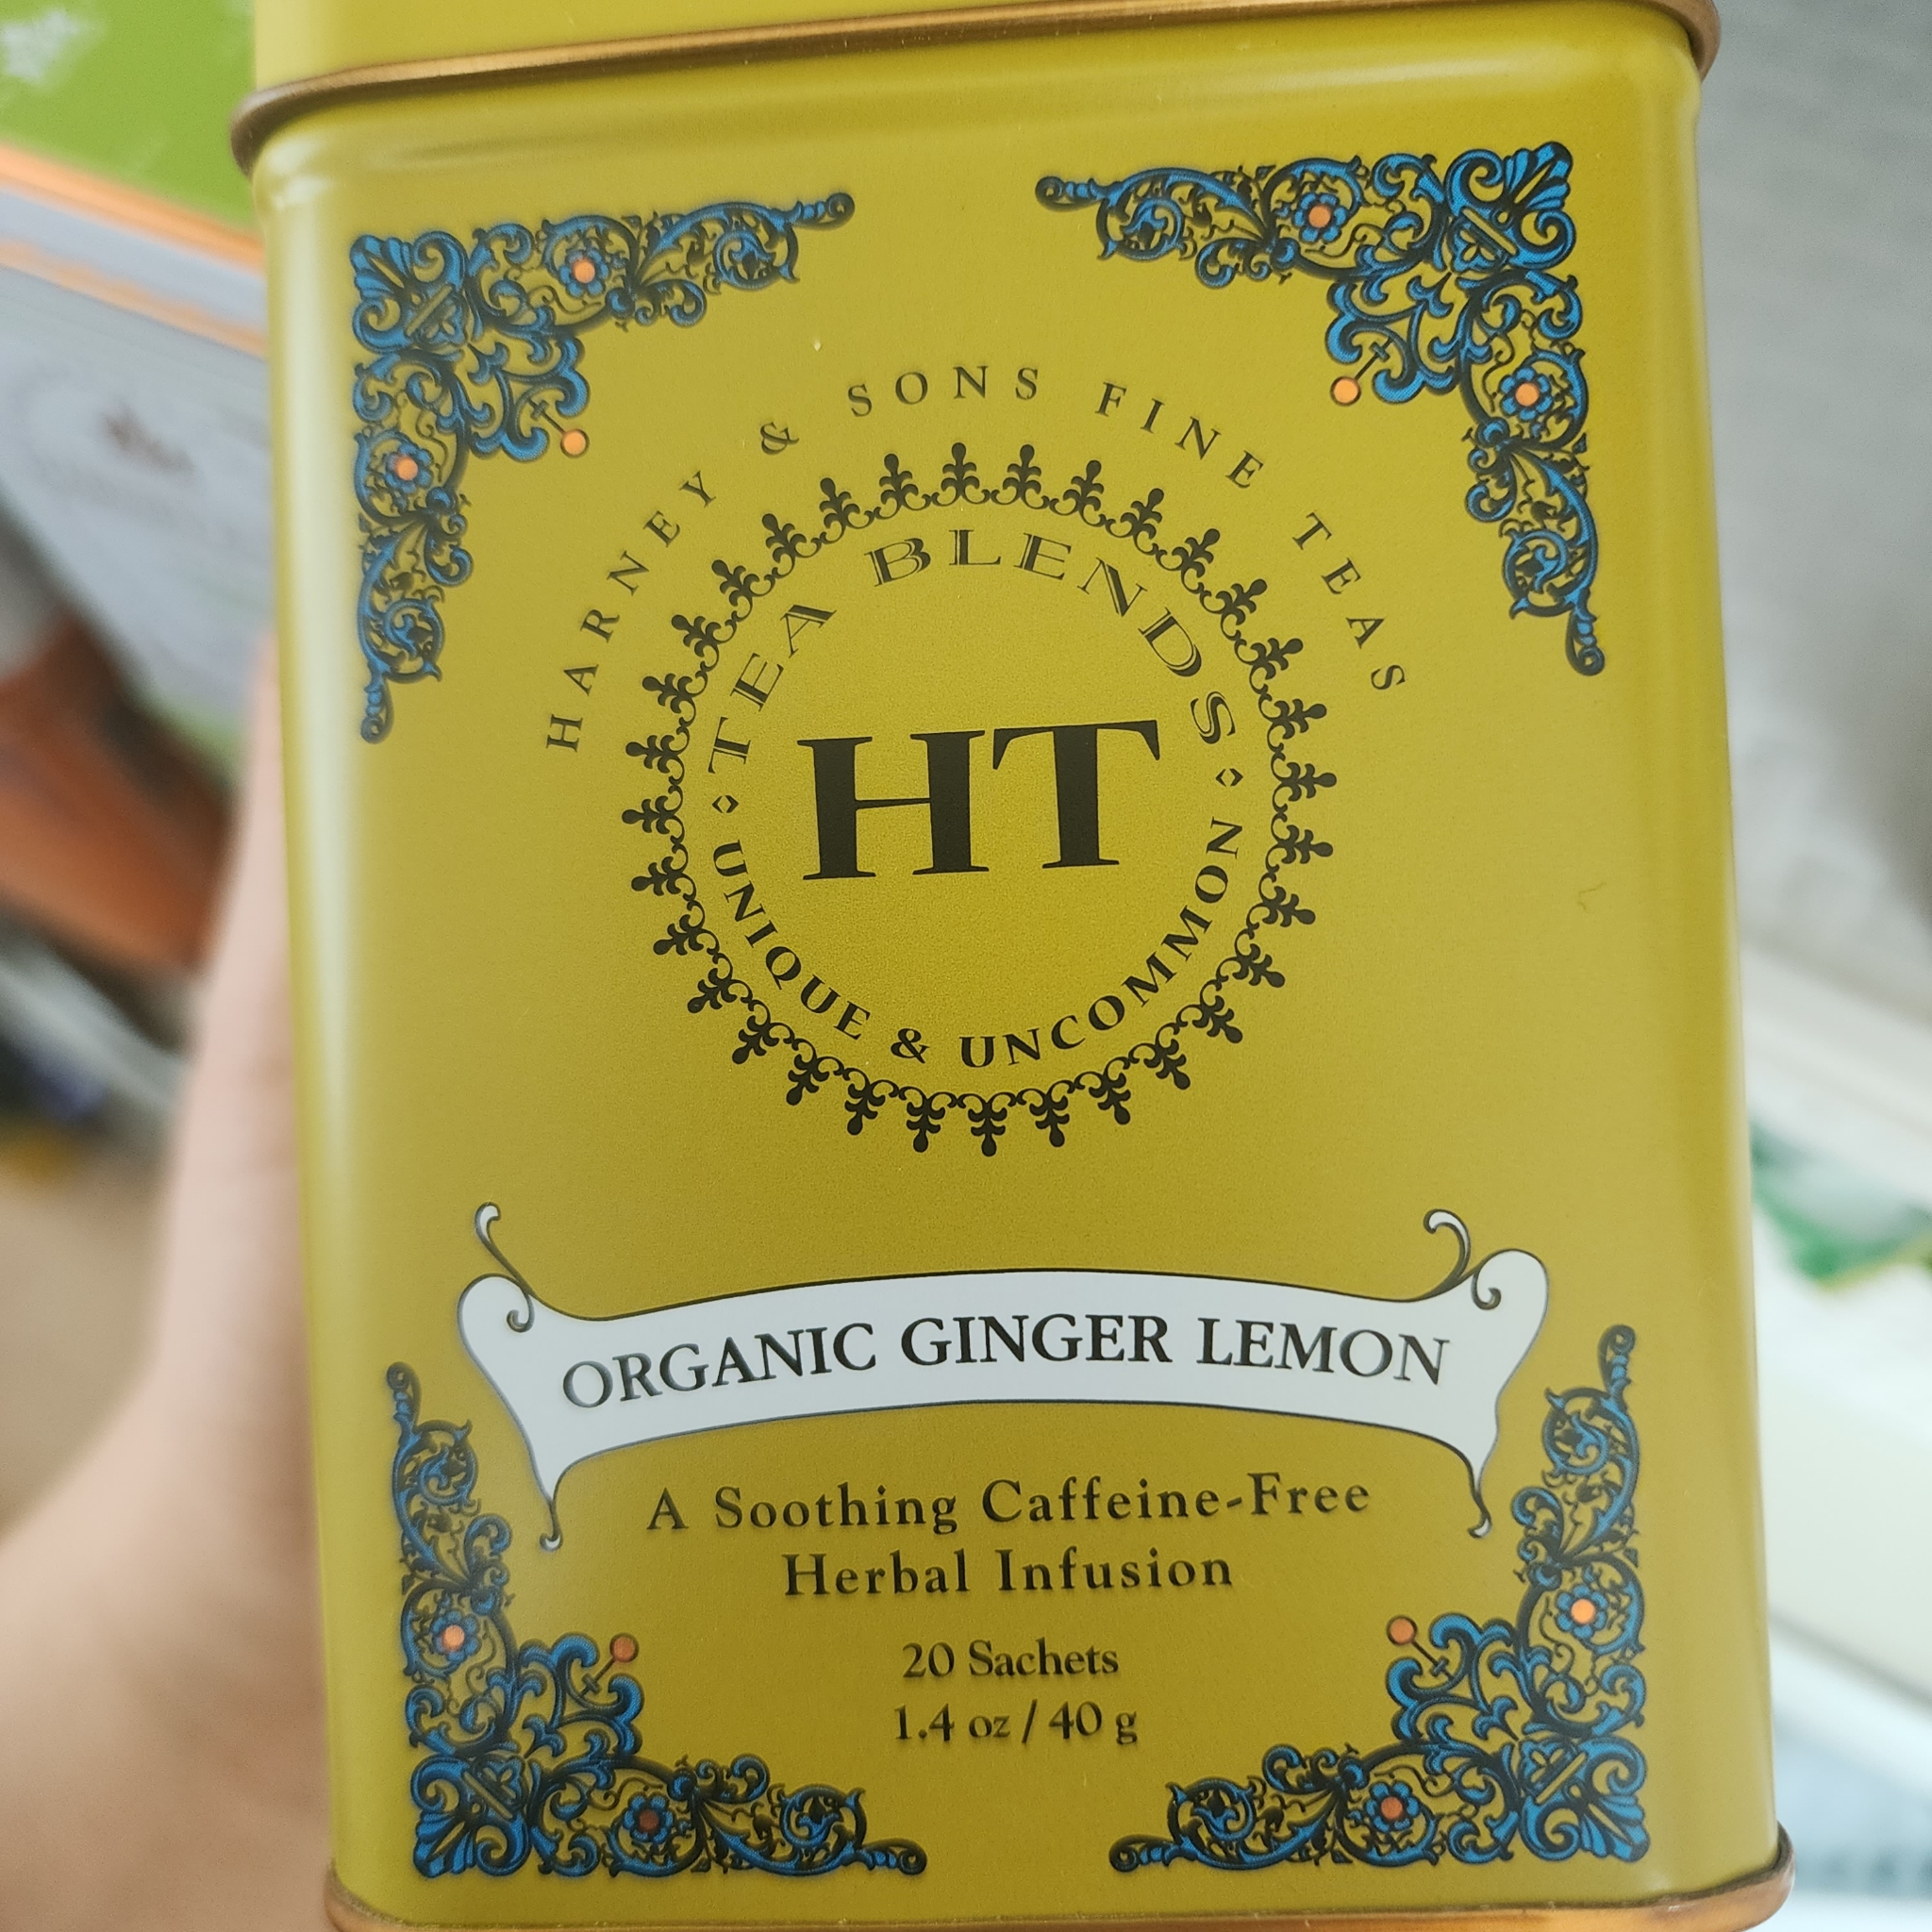 HARNEY & SONS FINE TEAS
TEA BLENDS
HT
UNIQUE & UNCOMMON
ORGANIC GINGER LEMON
A Soothing Caffeine-Free
Herbal Infusion
20 Sachets
1.4 oz / 40 g